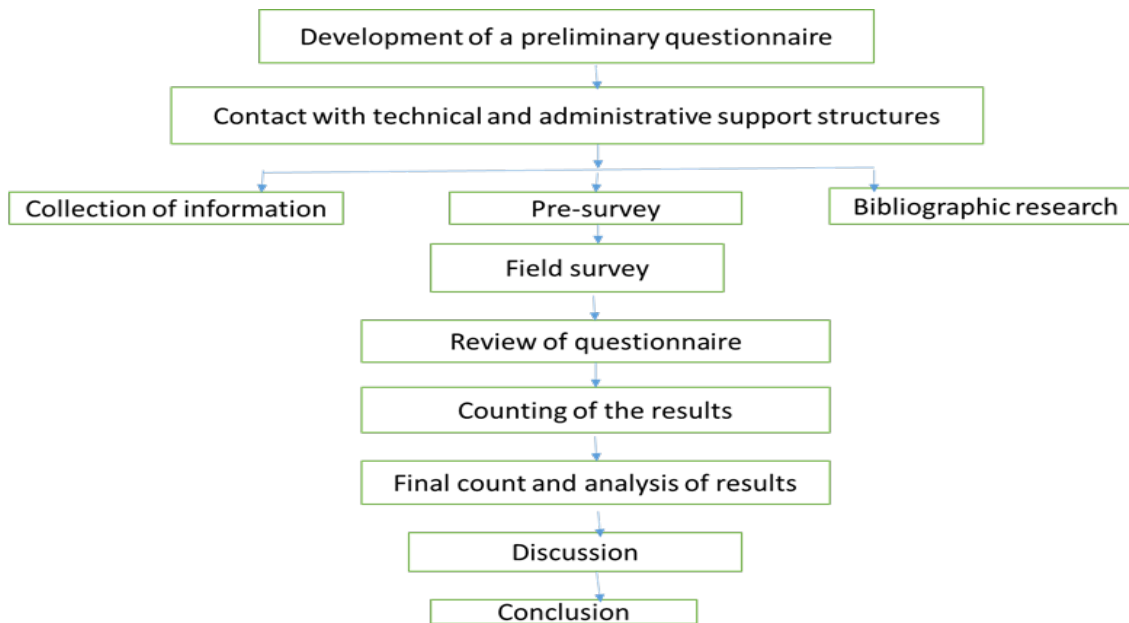 Development of a preliminary questionnaire
Contact with technical and administrative support structures
Collection of information
Pre-survey
Bibliographic research
Field survey
Review of questionnaire
Counting of the results
Final count and analysis of results
Discussion
Conclusion